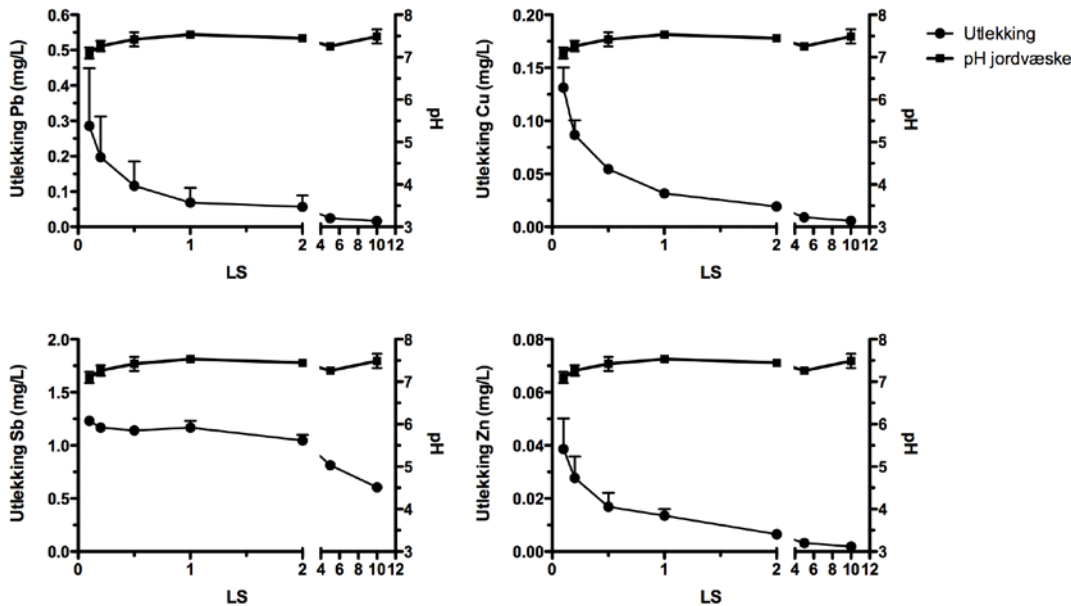 Utlekking Pb (mg/L)
0.6
0.5
0.4
0.3
0.2
0.1
0.0
8
7
6
5
4
3
pH
0 1 2 4 6 8 10 12
LS
Utlekking Cu (mg/L)
0.20
0.15
0.10
0.05
0.00
8
7
6
5
4
3
pH
0 1 2 4 6 8 10 12
LS
Utlekking
pH jordvæske
Utlekking Sb (mg/L)
2.0
1.5
1.0
0.5
0.0
8
7
6
5
4
3
pH
0 1 2 4 6 8 10 12
LS
Utlekking Zn (mg/L)
0.08
0.06
0.04
0.02
0.00
8
7
6
5
4
3
pH
0 1 2 4 6 8 10 12
LS